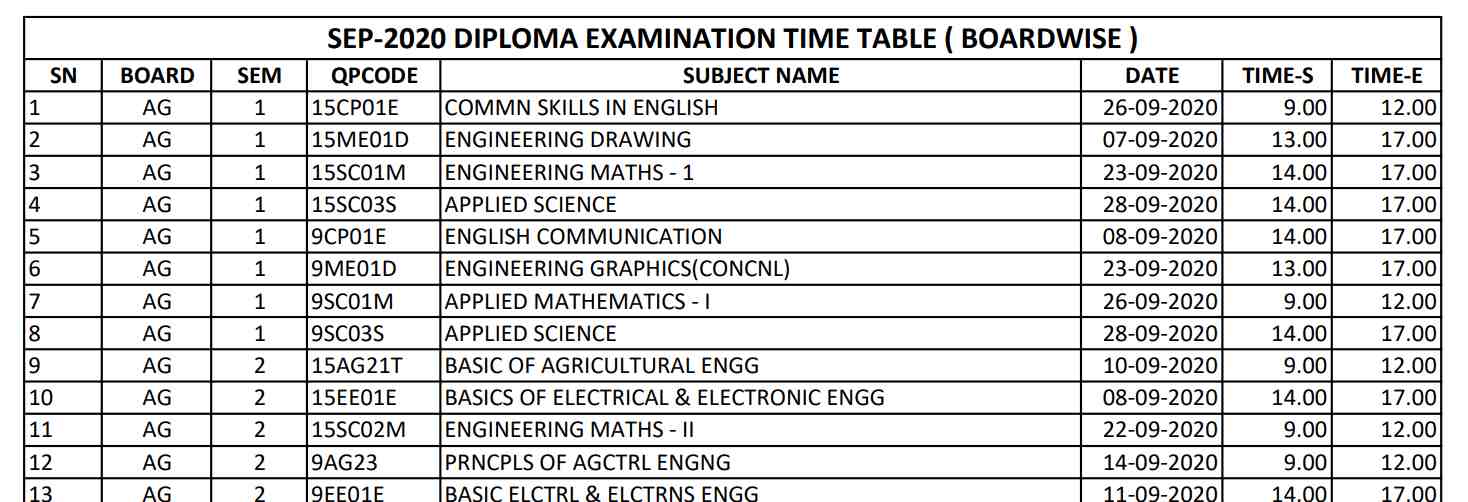 SEP-2020 DIPLOMA EXAMINATION TIME TABLE ( BOARDWISE )
SN BOARD SEM QPCODE SUBJECT NAME DATE TIME-S TIME-E
1 AG 1 15CP01E COMMN SKILLS IN ENGLISH 26-09-2020 9.00 12.00
2 AG 1 15ME01D ENGINEERING DRAWING 07-09-2020 13.00 17.00
3 AG 1 15SC01M ENGINEERING MATHS - 1 23-09-2020 14.00 17.00
4 AG 1 15SC03S APPLIED SCIENCE 28-09-2020 14.00 17.00
5 AG 1 9CP01E ENGLISH COMMUNICATION 08-09-2020 14.00 17.00
6 AG 1 9ME01D ENGINEERING GRAPHICS(CONCNL) 23-09-2020 13.00 17.00
7 AG 1 9SC01M APPLIED MATHEMATICS - I 26-09-2020 9.00 12.00
8 AG 1 9SC03S APPLIED SCIENCE 28-09-2020 14.00 17.00
9 AG 2 15AG21T BASIC OF AGRICULTURAL ENGG 10-09-2020 9.00 12.00
10 AG 2 15EE01E BASICS OF ELECTRICAL & ELECTRONIC ENGG 08-09-2020 14.00 17.00
11 AG 2 15SC02M ENGINEERING MATHS - II 22-09-2020 9.00 12.00
12 AG 2 9AG23 PRNCPLS OF AGCTRL ENGNG 14-09-2020 9.00 12.00
13 AG 2 9EE01E BASIC ELCTRL & ELCTRNS ENGG 11-09-2020 14.00 17.00